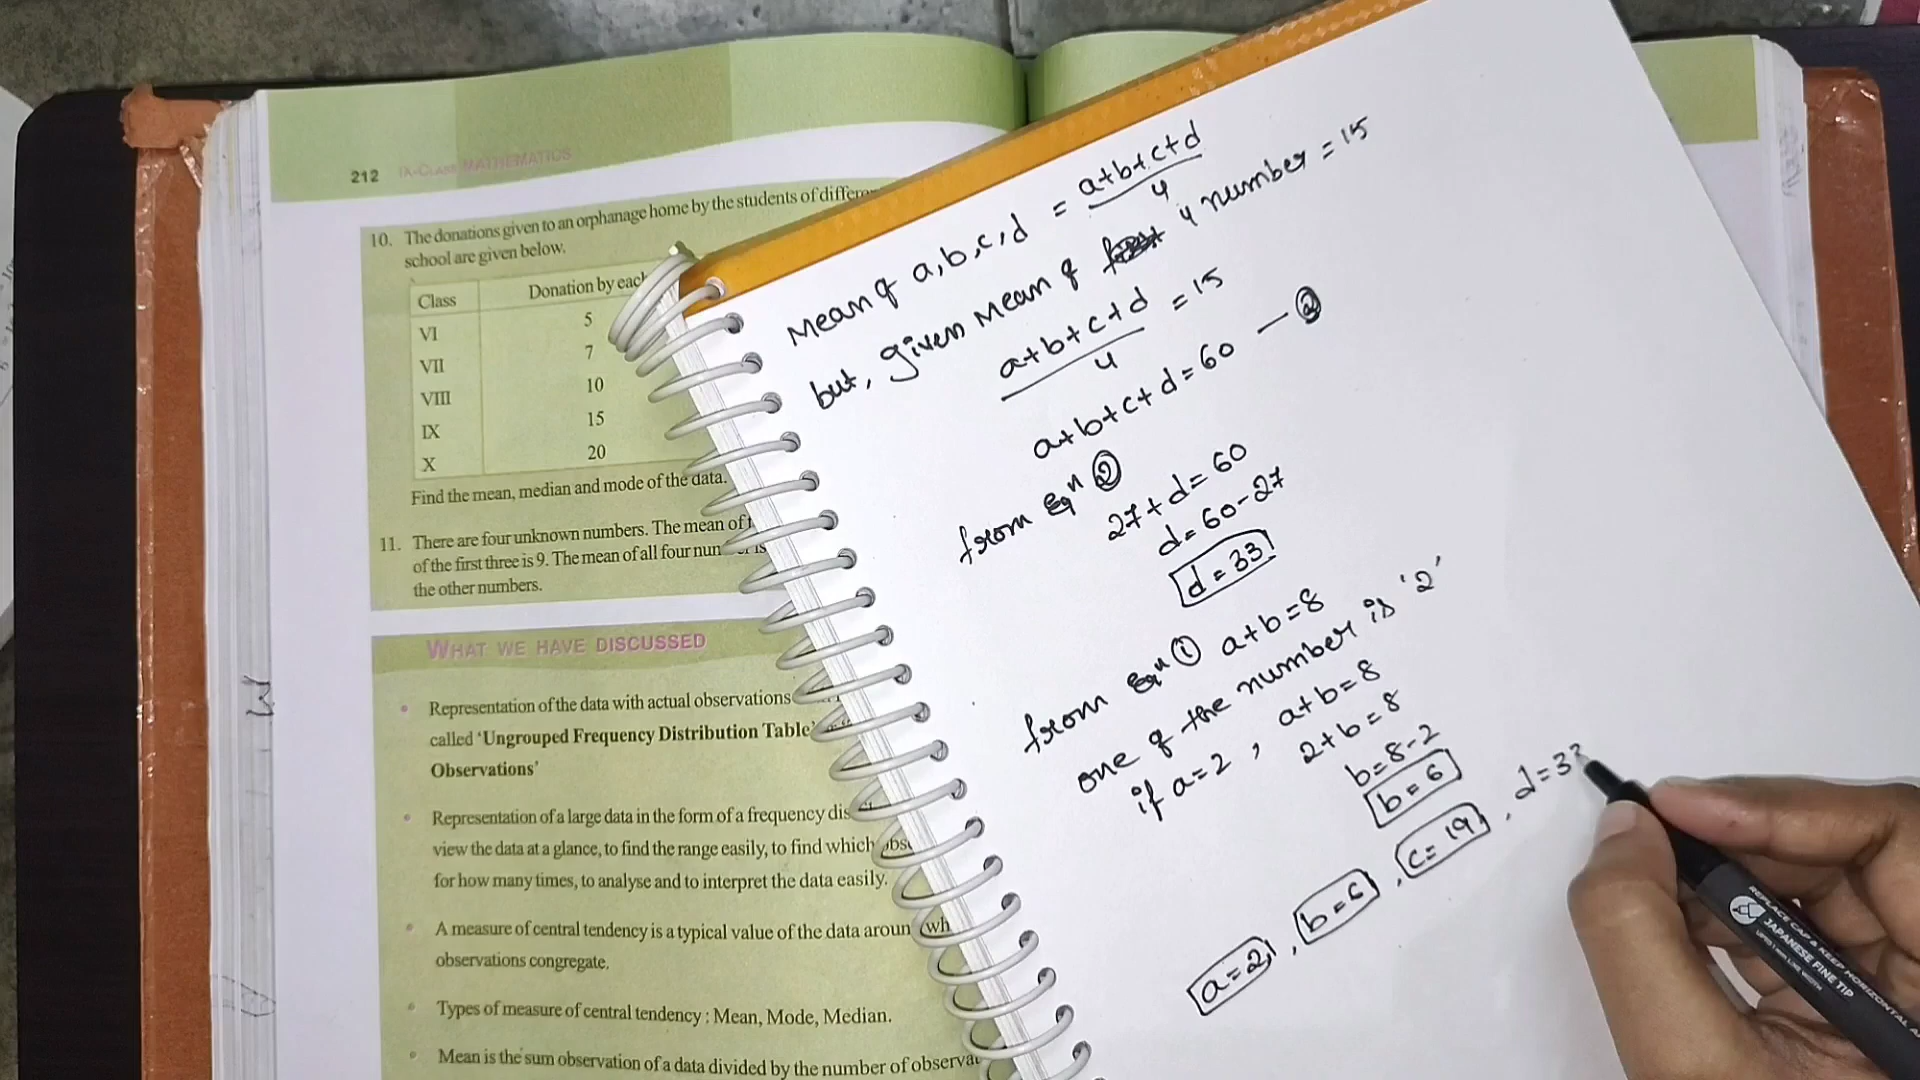 212 IX-CLASS MATHEMATICS
10. The donations given to an orphanage home by the students of
school are given below.
Class Donation by
VI 5
VII 7
VIII 10
IX 15
X 20
Find the mean, median and mode of the data.
11. There are four unknown numbers. The mean of
of the first three is 9. The mean of all four
the other numbers.
WHAT WE HAVE DISCUSSED
• Representation of the data with actual observations
called 'Ungrouped Frequency Distribution Table'
Observations'
• Representation of a large data in the form of a frequency
view the data at a glance, to find the range easily, to find which
for how many times, to analyse and to interpret the data easily.
• A measure of central tendency is a typical value of the data
observations congregate.
• Types of measure of central tendency : Mean, Mode, Median.
• Mean is the sum observation of a data divided by the number of
Mean of a, b, c, d = a+b+c+d
4
but, given Mean of 4 number = 15
a+b+c+d = 15
4
a+b+c+d = 60 — ②
from Eqn ②
27+d = 60
d = 60-27
d = 33
from Eqn ① a+b=8
one of the number is '2'
if a=2, a+b=8
2+b=8
b=8-2
b=6
a=2, b=6, c=19, d=33
REPLACE CAP & KEEP HORIZONTAL
JAPANESE FINE TIP